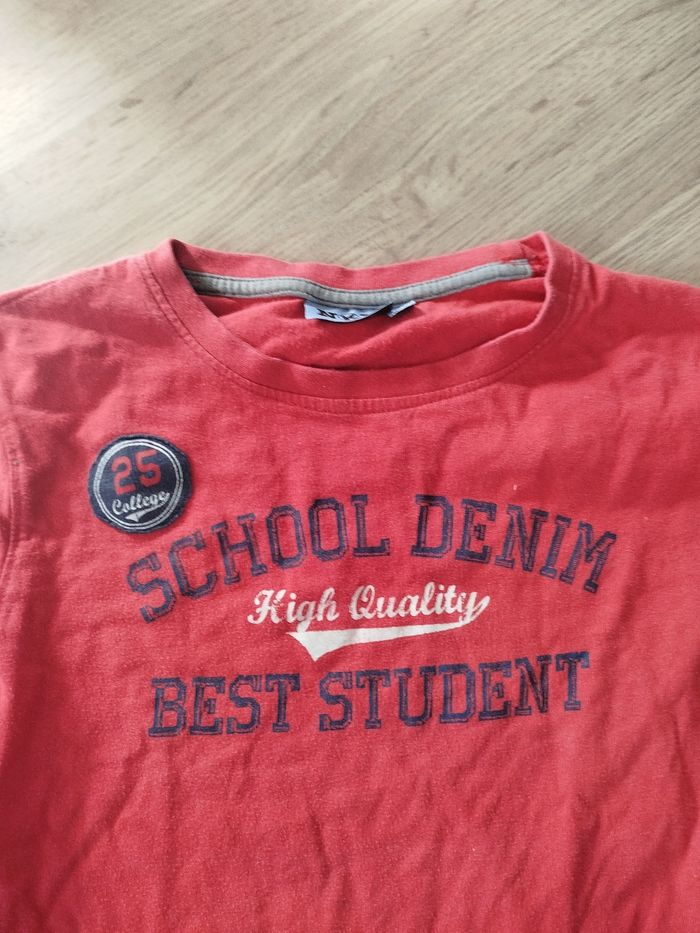 25
College
SCHOOL DENIM
High Quality
BEST STUDENT